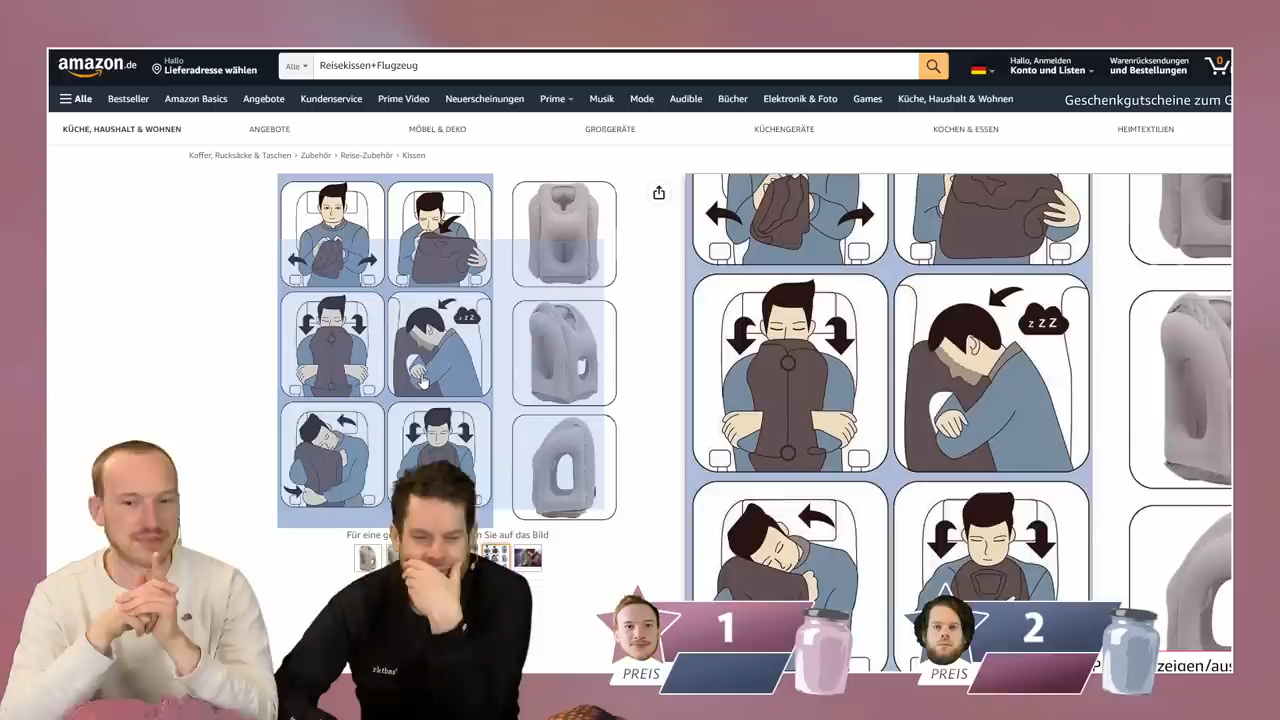 amazon.de
Hallo
Lieferadresse wählen
Alle
Reisekissen+Flugzeug
Hallo, Anmelden
Konto und Listen
Warenrücksendungen
und Bestellungen
0
Alle
Bestseller
Amazon Basics
Angebote
Kundenservice
Prime Video
Neuerscheinungen
Prime
Musik
Mode
Audible
Bücher
Elektronik & Foto
Games
Küche, Haushalt & Wohnen
Geschenkgutscheine zum G
KÜCHE, HAUSHALT & WOHNEN
ANGEBOTE
MÖBEL & DEKO
GROßGERÄTE
KÜCHENGERÄTE
KOCHEN & ESSEN
HEIMTEXTILIEN
Koffer, Rucksäcke & Taschen › Zubehör › Reise-Zubehör › Kissen
z z Z
z z Z
Für eine ge
n Sie auf das Bild
1
PREIS
2
PREIS
zeigen/aus